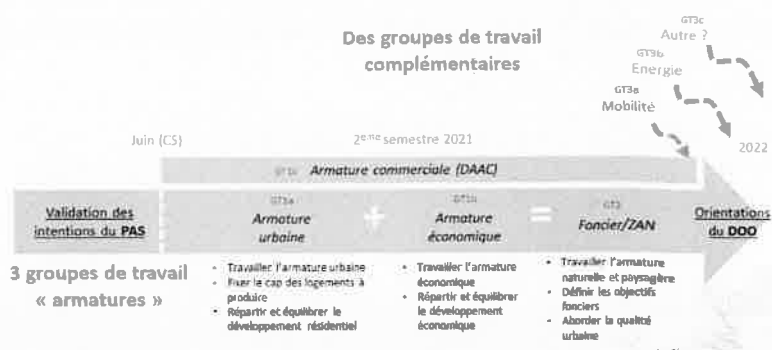 Des groupes de travail
complémentaires
GT3c
Autre ?
GT3b
Energie
GT3a
Mobilité
Juin (CS)
2ème semestre 2021
2022
Armature commerciale (DAAC)
Validation des
intentions du PAS
GT1a
Armature
urbaine
+
GT1b
Armature
économique
=
GT2
Foncier/ZAN
Orientations
du DOO
3 groupes de travail
« armatures »
• Travailler l'armature urbaine
• Fixer le cap des logements à
produire
• Répartir et équilibrer le
développement résidentiel
• Travailler l'armature
économique
• Répartir et équilibrer
le développement
économique
• Travailler l'armature
naturelle et paysagère
• Définir les objectifs
fonciers
• Aborder la qualité
urbaine